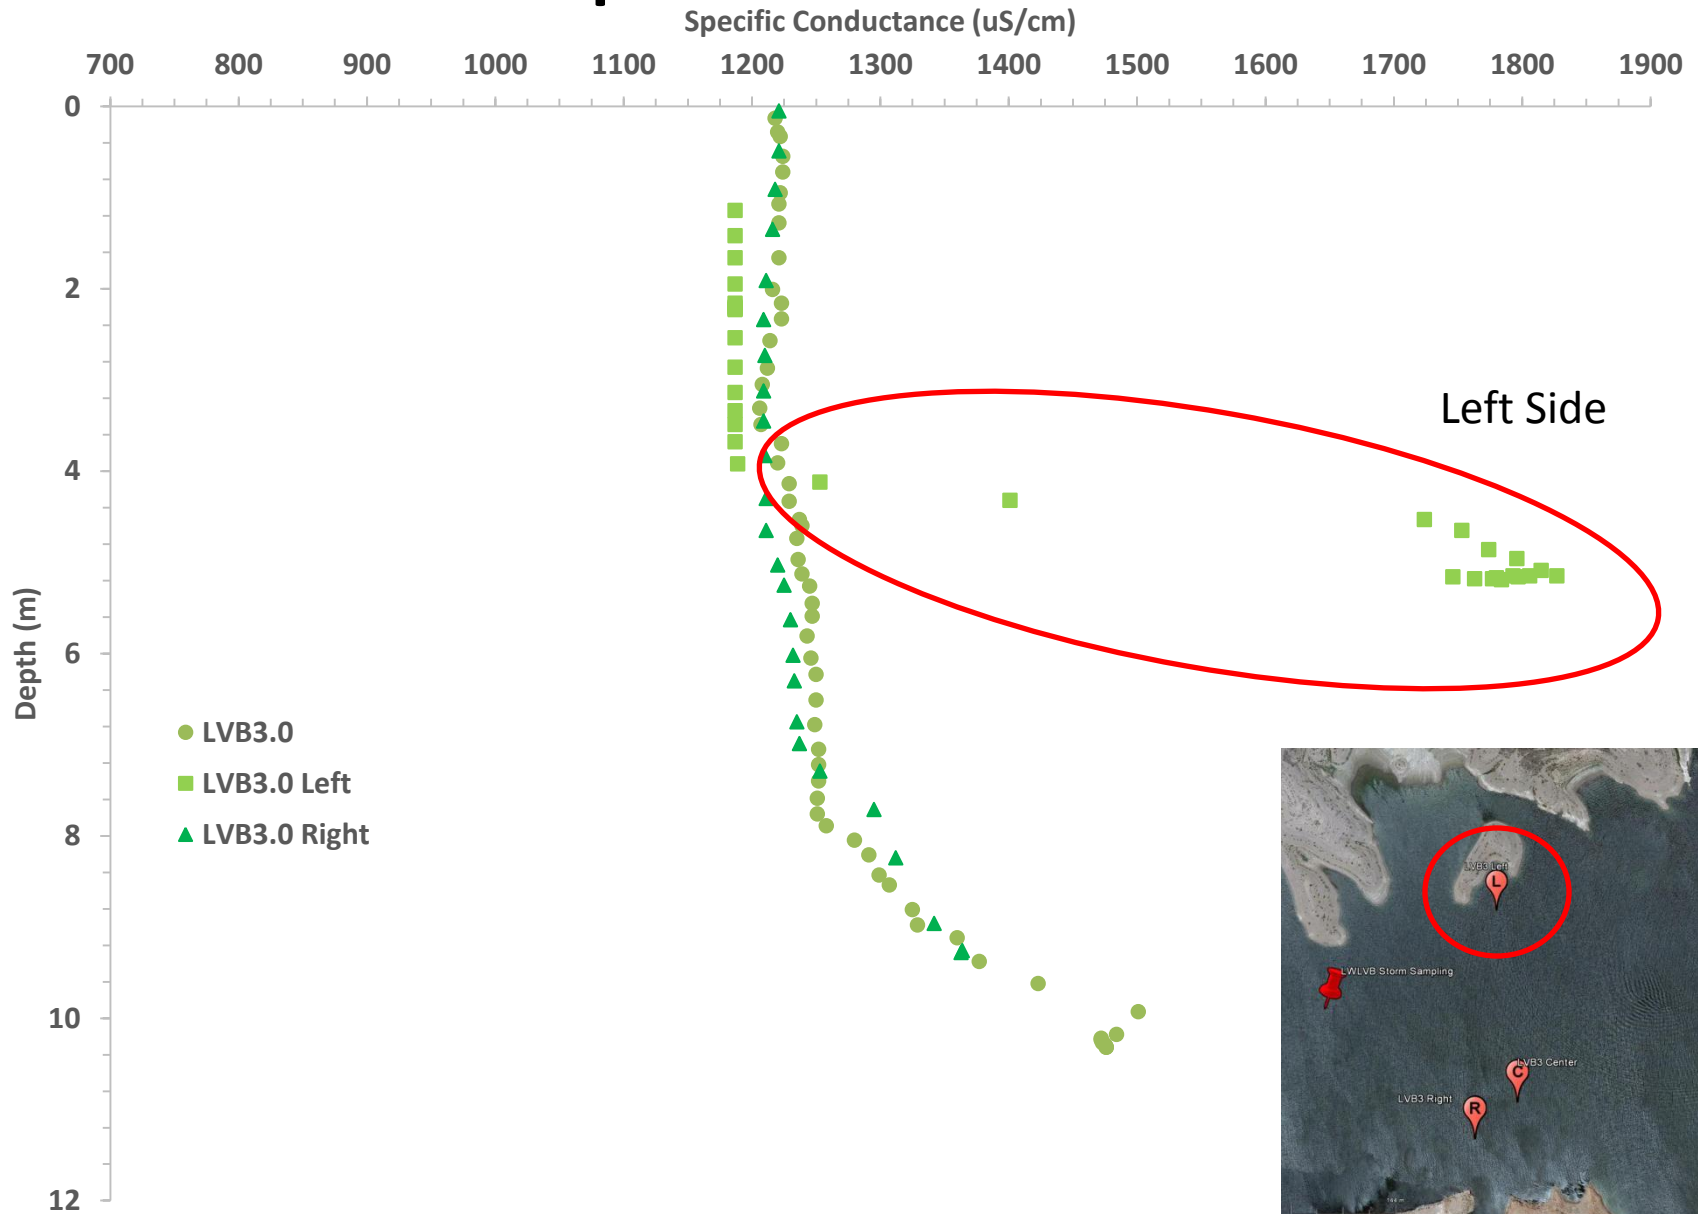 Specific Conductance (uS/cm)
700 800 900 1000 1100 1200 1300 1400 1500 1600 1700 1800 1900
0
2
4
6
8
10
12
Depth (m)
Left Side
LVB3.0
LVB3.0 Left
LVB3.0 Right
LVB3 Left
L
LWLVB Storm Sampling
LVB3 Center
C
LVB3 Right
R